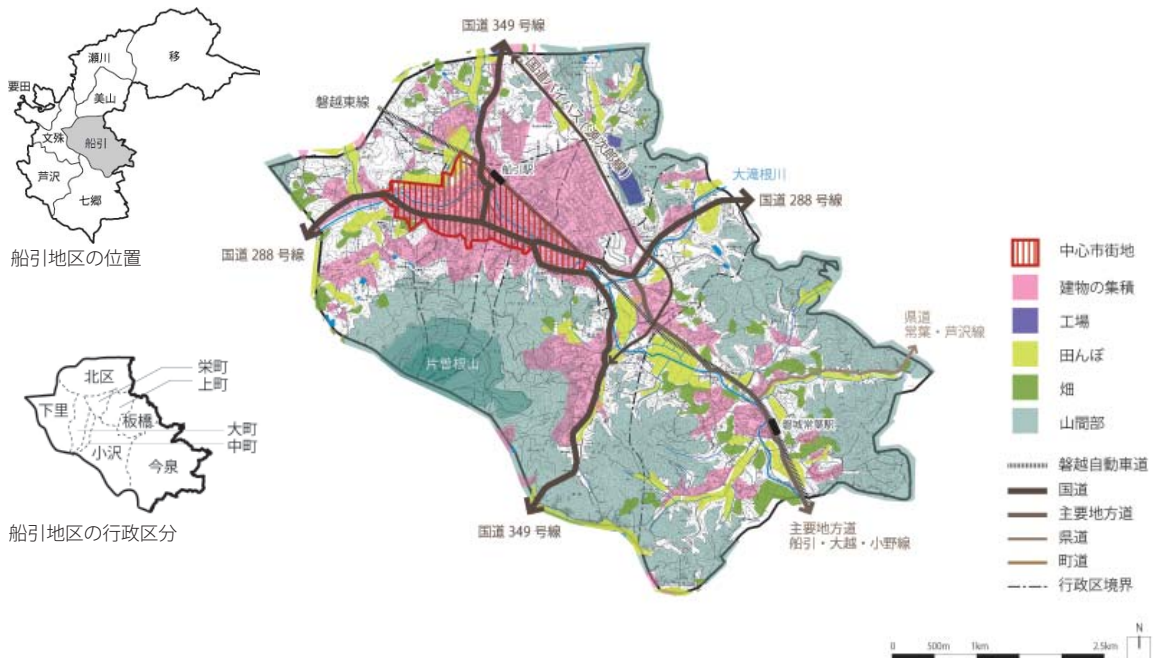 瀬川
移
要田
美山
文殊
船引
芦沢
七郷
船引地区の位置
北区
栄町
上町
下里
板橋
大町
中町
小沢
今泉
船引地区の行政区分
国道 349 号線
磐越東線
船引駅
大滝根川
国道 288 号線
国道 288 号線
片曽根山
県道
常葉・芦沢線
磐城常葉駅
国道 349 号線
主要地方道
船引・大越・小野線
中心市街地
建物の集積
工場
田んぼ
畑
山間部
磐越自動車道
国道
主要地方道
県道
町道
行政区境界
0 500m 1km 2.5km
N